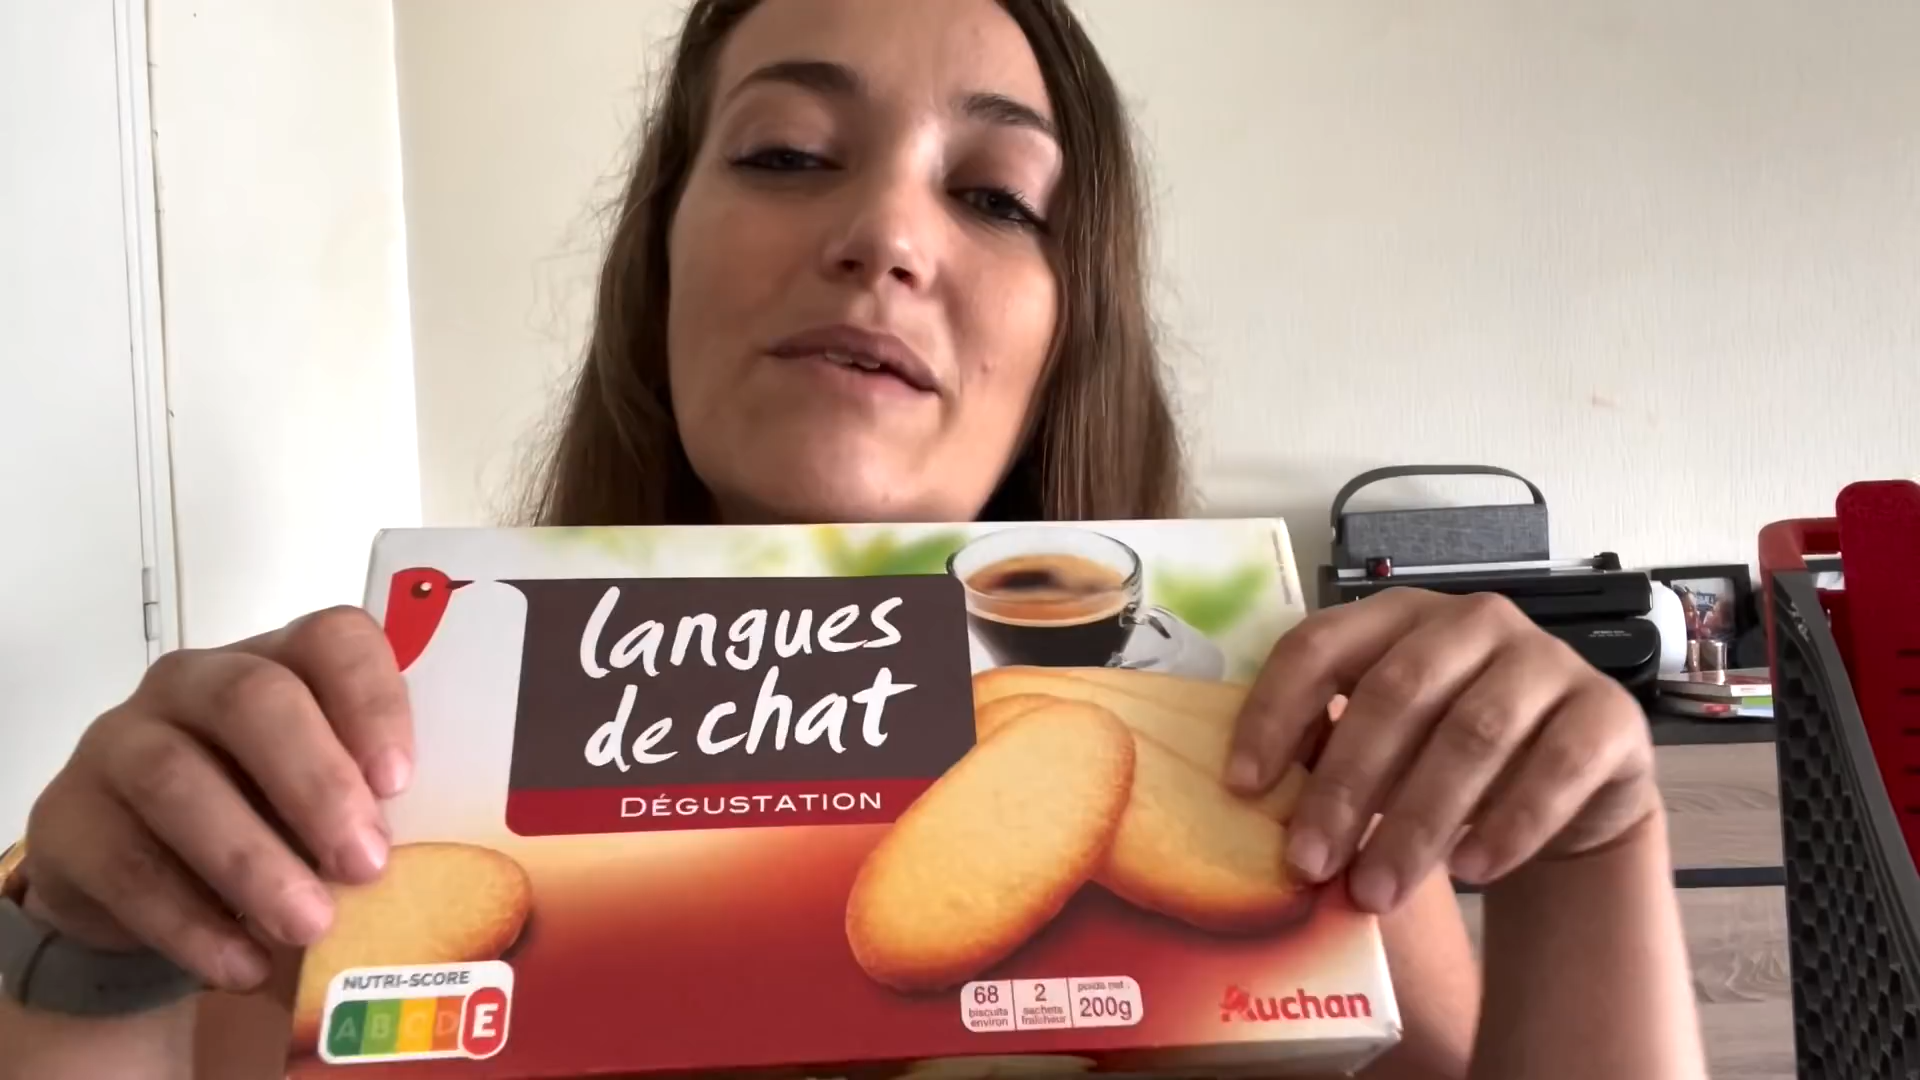 langues
de chat
DÉGUSTATION
NUTRI-SCORE
A B C D E
68 biscuits environ
2 sachets fraîcheur
poids net : 200g
Auchan